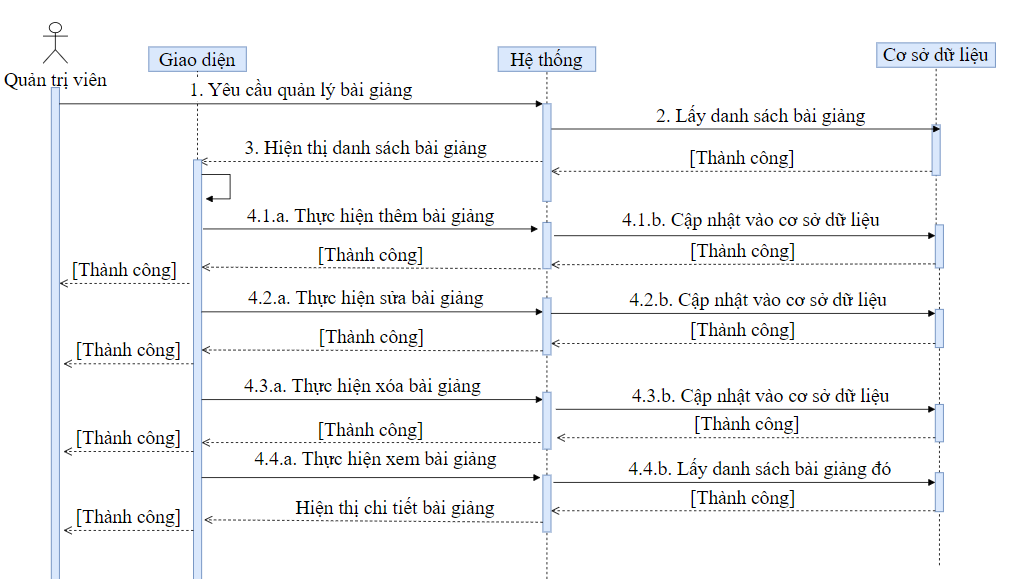 Quản trị viên
Giao diện
Hệ thống
Cơ sở dữ liệu
1. Yêu cầu quản lý bài giảng
2. Lấy danh sách bài giảng
3. Hiện thị danh sách bài giảng
[Thành công]
4.1.a. Thực hiện thêm bài giảng
4.1.b. Cập nhật vào cơ sở dữ liệu
[Thành công]
[Thành công]
[Thành công]
4.2.a. Thực hiện sửa bài giảng
4.2.b. Cập nhật vào cơ sở dữ liệu
[Thành công]
[Thành công]
[Thành công]
4.3.a. Thực hiện xóa bài giảng
4.3.b. Cập nhật vào cơ sở dữ liệu
[Thành công]
[Thành công]
[Thành công]
4.4.a. Thực hiện xem bài giảng
4.4.b. Lấy danh sách bài giảng đó
[Thành công]
Hiện thị chi tiết bài giảng
[Thành công]